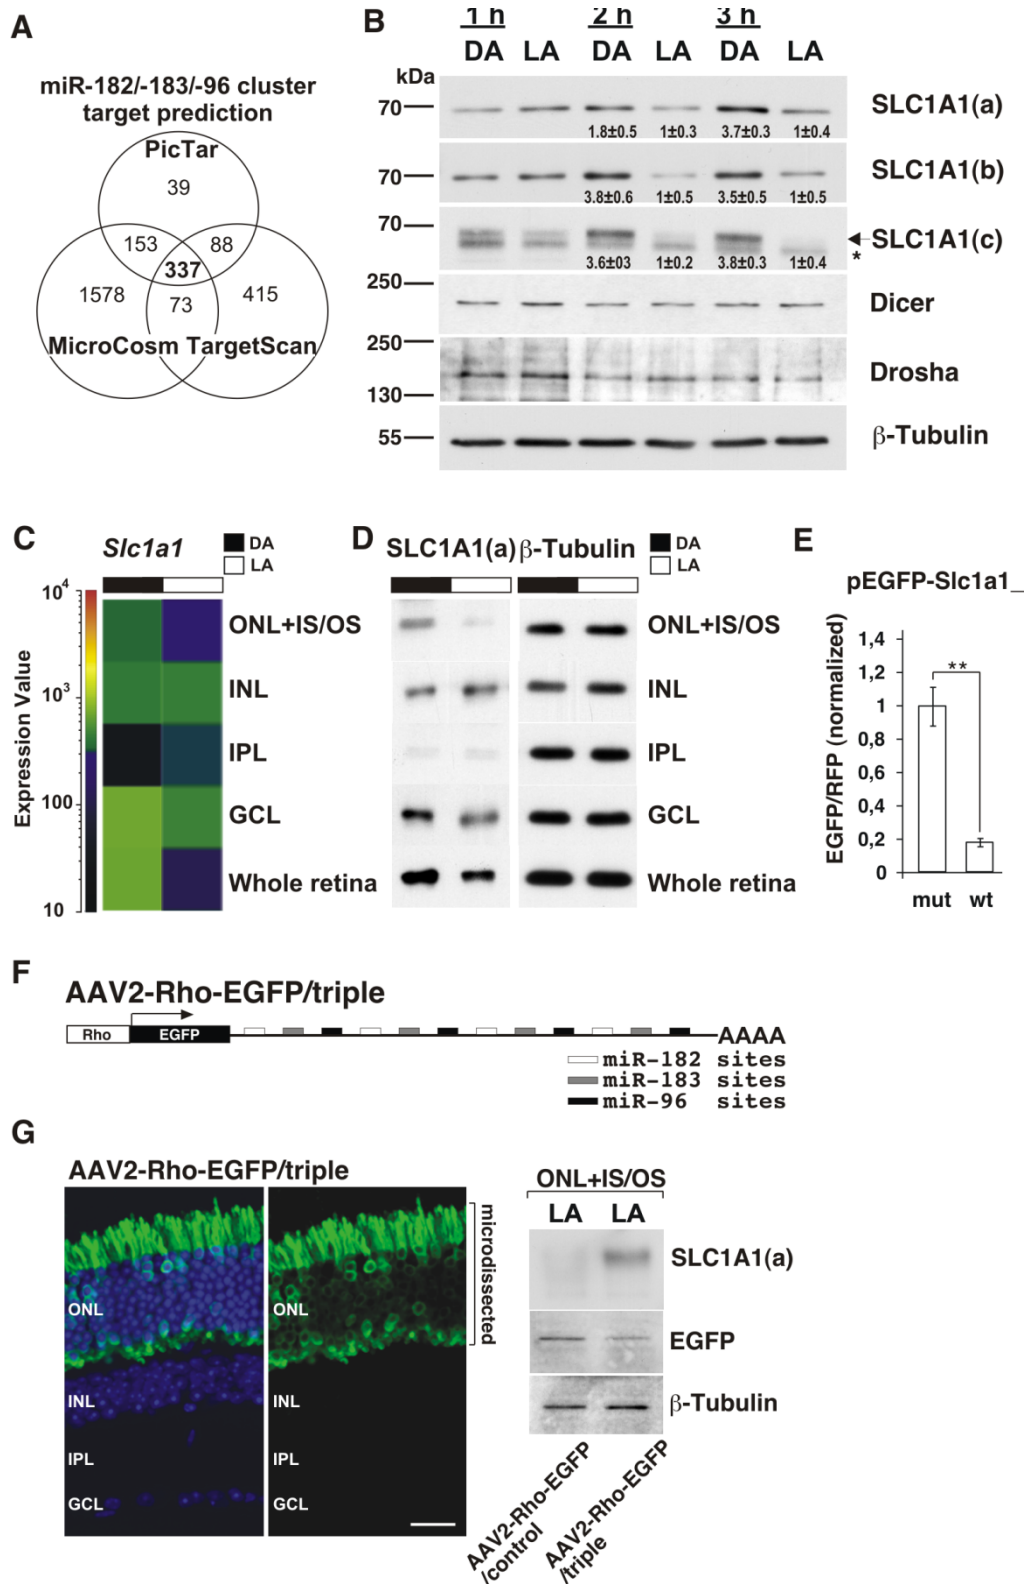 A
miR-182/-183/-96 cluster
target prediction
PicTar
39
153
88
337
1578
73
415
MicroCosm TargetScan
B
1 h
2 h
3 h
DA LA DA LA DA LA
kDa
70
SLC1A1(a)
1.8±0.5 1±0.3 3.7±0.3 1±0.4
70
SLC1A1(b)
3.8±0.6 1±0.5 3.5±0.5 1±0.5
70
SLC1A1(c)
*
3.6±03 1±0.2 3.8±0.3 1±0.4
250
Dicer
250
Drosha
130
55
β-Tubulin
C
Slc1a1
DA
LA
Expression Value
10⁴
10³
100
10
ONL+IS/OS
INL
IPL
GCL
Whole retina
D
SLC1A1(a) β-Tubulin
DA
LA
ONL+IS/OS
INL
IPL
GCL
Whole retina
E
pEGFP-Slc1a1_
EGFP/RFP (normalized)
1,4
1,2
1
0,8
0,6
0,4
0,2
0
**
mut wt
F
AAV2-Rho-EGFP/triple
Rho
EGFP
AAAA
miR-182 sites
miR-183 sites
miR-96 sites
G
AAV2-Rho-EGFP/triple
ONL
INL
IPL
GCL
ONL
INL
IPL
GCL
microdissected
ONL+IS/OS
LA LA
SLC1A1(a)
EGFP
β-Tubulin
AAV2-Rho-EGFP
/control
AAV2-Rho-EGFP
/triple